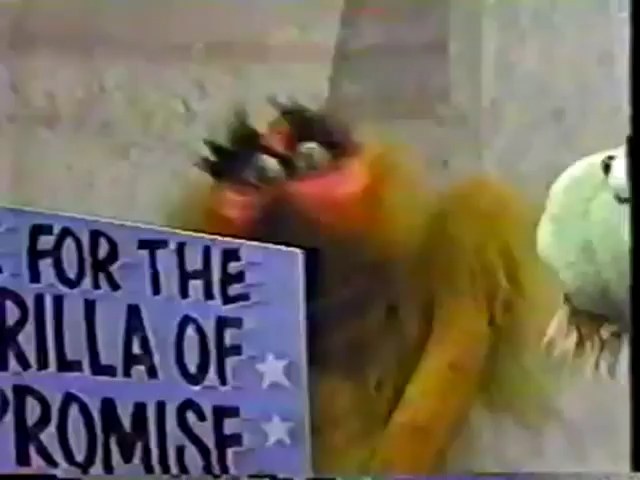 FOR THE
RILLA OF
PROMISE